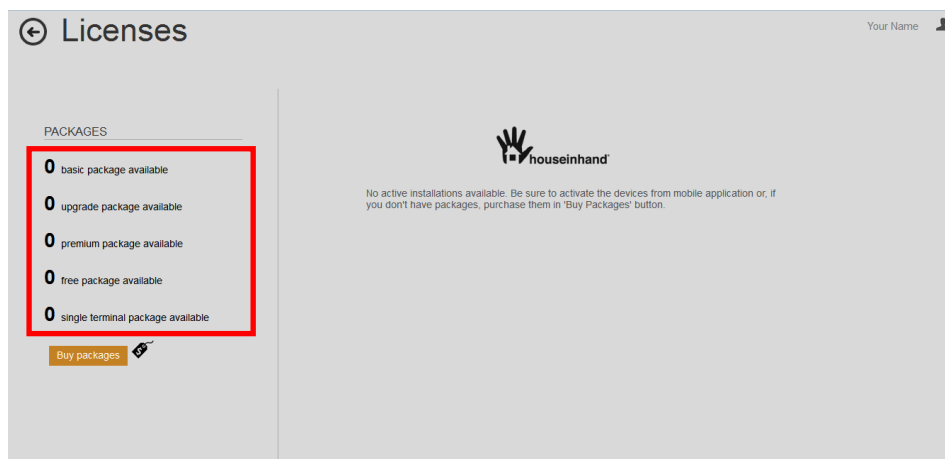 Licenses
Your Name
PACKAGES
0 basic package available
0 upgrade package available
0 premium package available
0 free package available
0 single terminal package available
Buy packages
houseinhand
No active installations available. Be sure to activate the devices from mobile application or, if
you don't have packages, purchase them in 'Buy Packages' button.